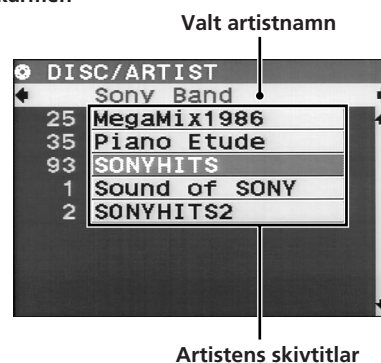 Valt artistnamn
DISC/ARTIST
Sony Band
25 MegaMix1986
35 Piano Etude
93 SONYHITS
1 Sound of SONY
2 SONYHITS2
Artistens skivtitlar